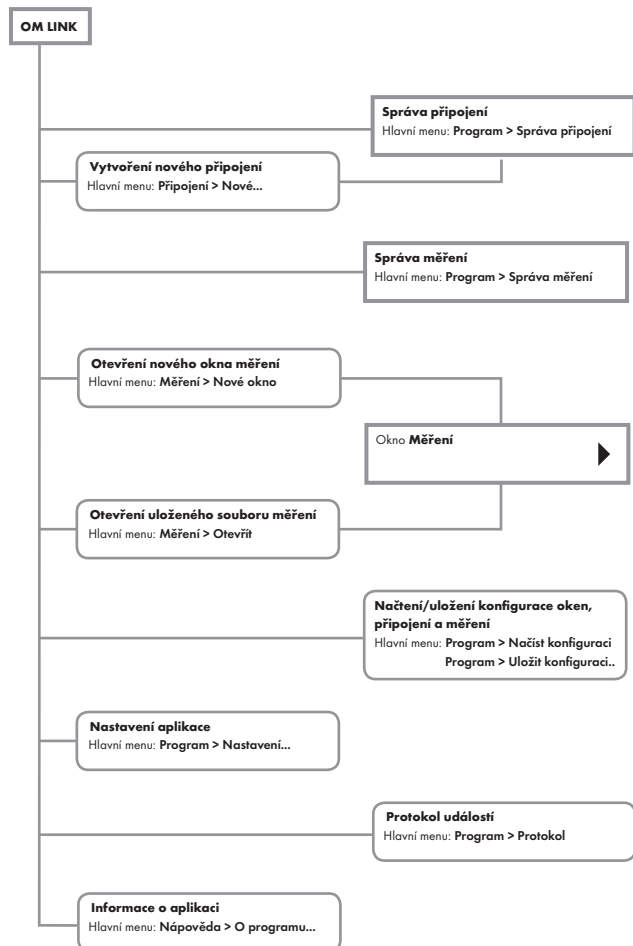 OM LINK
Správa připojení
Hlavní menu: Program > Správa připojení
Vytvoření nového připojení
Hlavní menu: Připojení > Nové...
Správa měření
Hlavní menu: Program > Správa měření
Otevření nového okna měření
Hlavní menu: Měření > Nové okno
Okno Měření
Otevření uloženého souboru měření
Hlavní menu: Měření > Otevřít
Načtení/uložení konfigurace oken,
připojení a měření
Hlavní menu: Program > Načíst konfiguraci
Program > Uložit konfiguraci..
Nastavení aplikace
Hlavní menu: Program > Nastavení...
Protokol událostí
Hlavní menu: Program > Protokol
Informace o aplikaci
Hlavní menu: Nápověda > O programu...